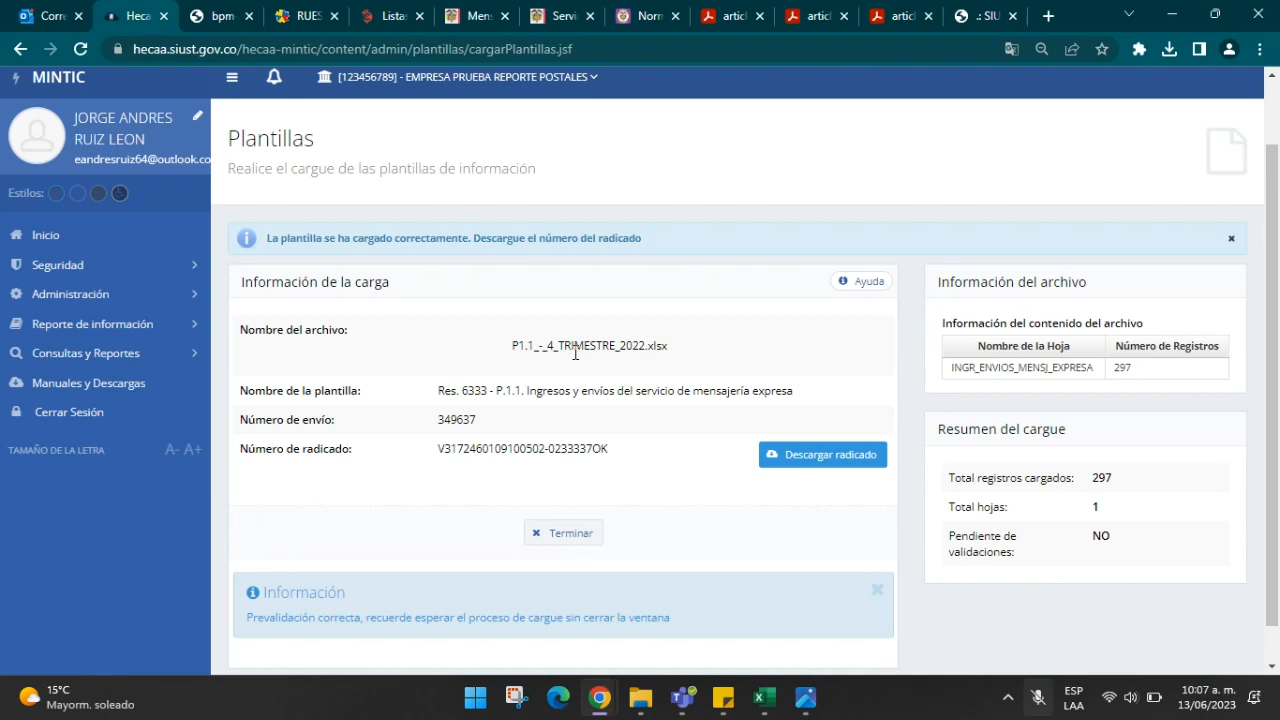 Corre
Heca
bpm
RUES
Listas
Mens
Servi
Norn
artic
artic
artic
.: SIU
hecaa.siust.gov.co/hecaa-mintic/content/admin/plantillas/cargarPlantillas.jsf
MINTIC
[123456789] - EMPRESA PRUEBA REPORTE POSTALES
JORGE ANDRES
RUIZ LEON
eandresruiz64@outlook.co
Estilos:
Inicio
Seguridad
Administración
Reporte de información
Consultas y Reportes
Manuales y Descargas
Cerrar Sesión
TAMAÑO DE LA LETRA A- A+
Plantillas
Realice el cargue de las plantillas de información
La plantilla se ha cargado correctamente. Descargue el número del radicado
Información de la carga
Ayuda
Nombre del archivo:
P1.1_-_4_TRIMESTRE_2022.xlsx
Nombre de la plantilla: Res. 6333 - P.1.1. Ingresos y envíos del servicio de mensajería expresa
Número de envío: 349637
Número de radicado: V3172460109100502-0233337OK
Descargar radicado
Terminar
Información
Prevalidación correcta, recuerde esperar el proceso de cargue sin cerrar la ventana
Información del archivo
Información del contenido del archivo
Nombre de la Hoja Número de Registros
INGR_ENVIOS_MENSJ_EXPRESA 297
Resumen del cargue
Total registros cargados: 297
Total hojas: 1
Pendiente de
validaciones: NO
15°C
Mayorm. soleado
ESP
LAA
10:07 a. m.
13/06/2023